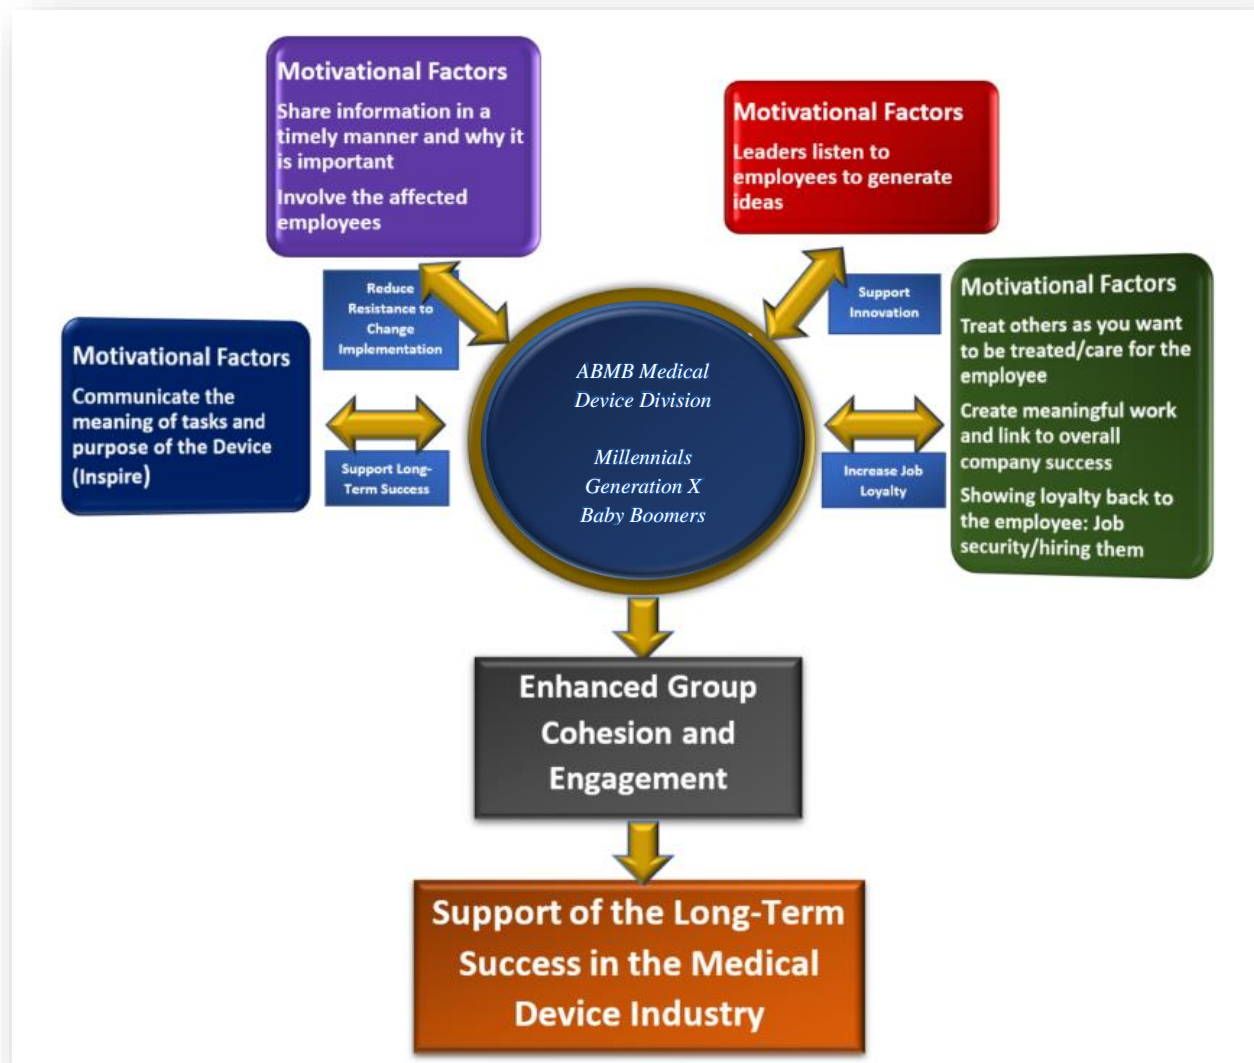 Motivational Factors
Share information in a
timely manner and why it
is important
Involve the affected
employees
Motivational Factors
Leaders listen to
employees to generate
ideas
Reduce
Resistance to
Change
Implementation
Support
Innovation
Motivational Factors
Communicate the
meaning of tasks and
purpose of the Device
(Inspire)
Support Long-
Term Success
ABMB Medical
Device Division
Millennials
Generation X
Baby Boomers
Increase Job
Loyalty
Motivational Factors
Treat others as you want
to be treated/care for the
employee
Create meaningful work
and link to overall
company success
Showing loyalty back to
the employee: Job
security/hiring them
Enhanced Group
Cohesion and
Engagement
Support of the Long-Term
Success in the Medical
Device Industry